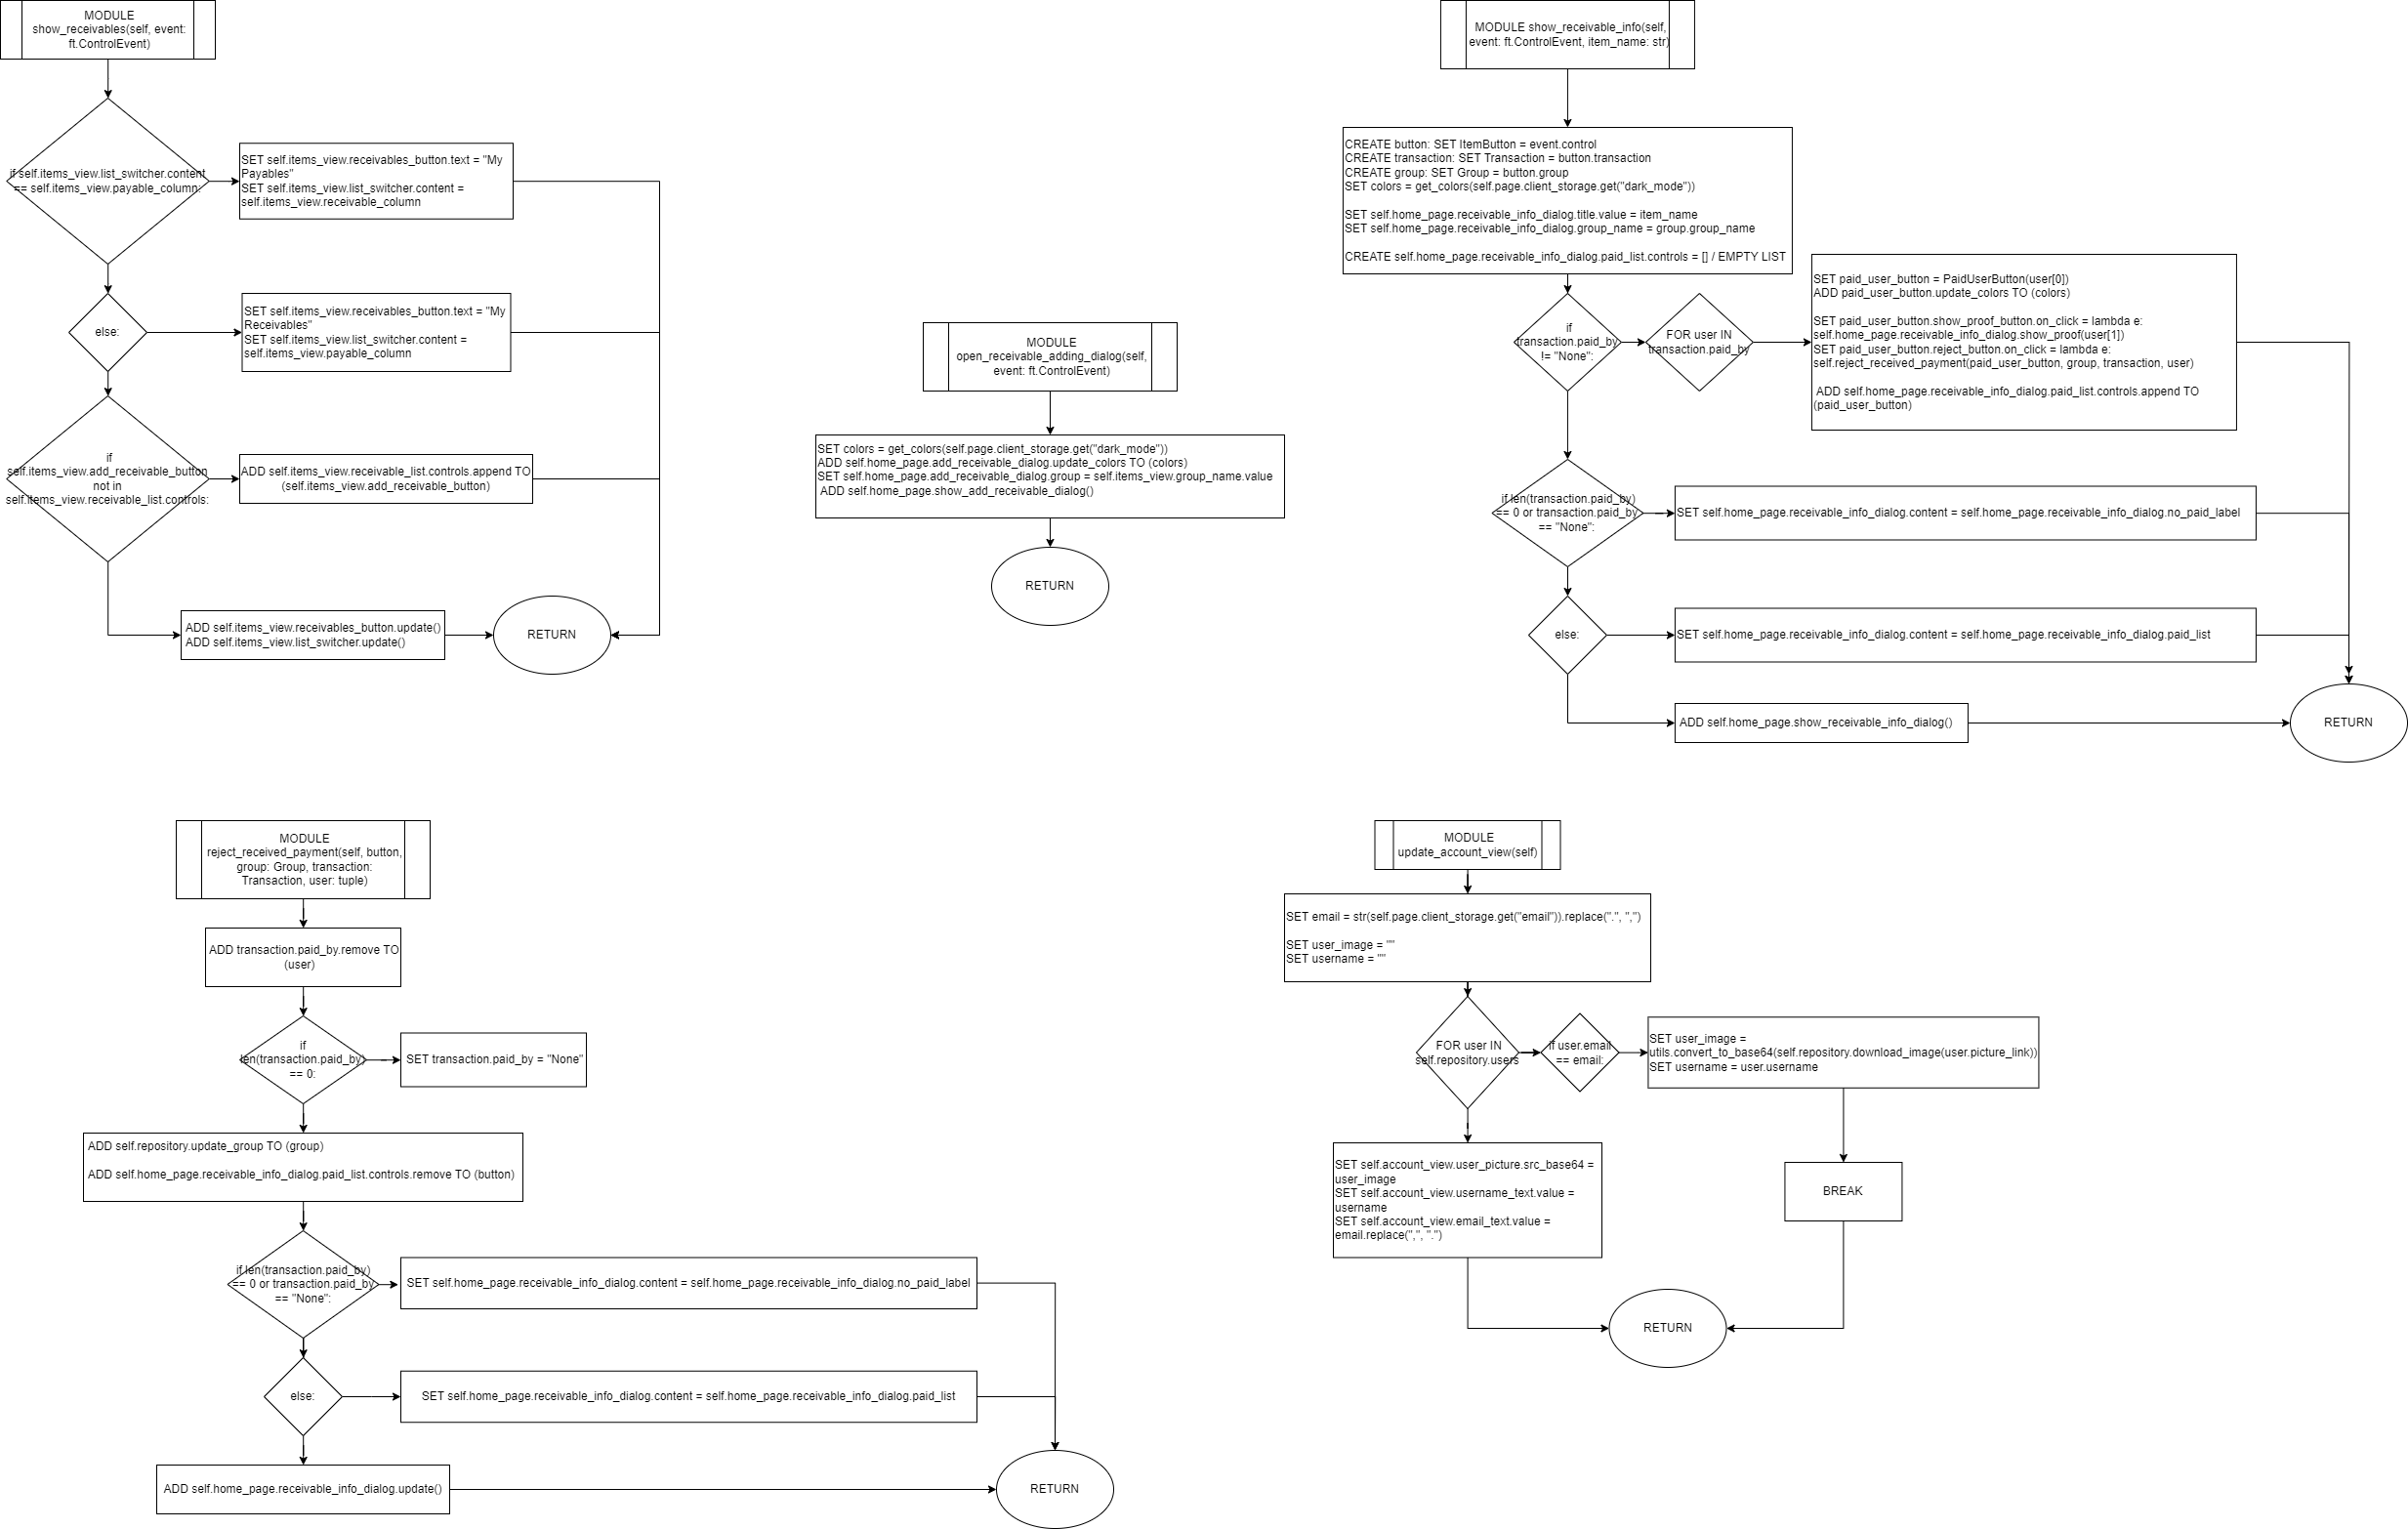 MODULE
show_receivables(self, event:
ft.ControlEvent)
if self.items_view.list_switcher.content
== self.items_view.payable_column:
SET self.items_view.receivables_button.text = "My
Payables"
SET self.items_view.list_switcher.content =
self.items_view.receivable_column
else:
SET self.items_view.receivables_button.text = "My
Receivables"
SET self.items_view.list_switcher.content =
self.items_view.payable_column
if
self.items_view.add_receivable_button
not in
self.items_view.receivable_list.controls:
ADD self.items_view.receivable_list.controls.append TO
(self.items_view.add_receivable_button)
ADD self.items_view.receivables_button.update()
ADD self.items_view.list_switcher.update()
RETURN
MODULE
open_receivable_adding_dialog(self,
event: ft.ControlEvent)
SET colors = get_colors(self.page.client_storage.get("dark_mode"))
ADD self.home_page.add_receivable_dialog.update_colors TO (colors)
SET self.home_page.add_receivable_dialog.group = self.items_view.group_name.value
ADD self.home_page.show_add_receivable_dialog()
RETURN
MODULE show_receivable_info(self,
event: ft.ControlEvent, item_name: str)
CREATE button: SET ItemButton = event.control
CREATE transaction: SET Transaction = button.transaction
CREATE group: SET Group = button.group
SET colors = get_colors(self.page.client_storage.get("dark_mode"))
SET self.home_page.receivable_info_dialog.title.value = item_name
SET self.home_page.receivable_info_dialog.group_name = group.group_name
CREATE self.home_page.receivable_info_dialog.paid_list.controls = [] / EMPTY LIST
if
transaction.paid_by
!= "None":
FOR user IN
transaction.paid_by
SET paid_user_button = PaidUserButton(user[0])
ADD paid_user_button.update_colors TO (colors)
SET paid_user_button.show_proof_button.on_click = lambda e:
self.home_page.receivable_info_dialog.show_proof(user[1])
SET paid_user_button.reject_button.on_click = lambda e:
self.reject_received_payment(paid_user_button, group, transaction, user)
ADD self.home_page.receivable_info_dialog.paid_list.controls.append TO
(paid_user_button)
if len(transaction.paid_by)
== 0 or transaction.paid_by
== "None":
SET self.home_page.receivable_info_dialog.content = self.home_page.receivable_info_dialog.no_paid_label
else:
SET self.home_page.receivable_info_dialog.content = self.home_page.receivable_info_dialog.paid_list
ADD self.home_page.show_receivable_info_dialog()
RETURN
MODULE
reject_received_payment(self, button,
group: Group, transaction:
Transaction, user: tuple)
ADD transaction.paid_by.remove TO
(user)
if
len(transaction.paid_by)
== 0:
SET transaction.paid_by = "None"
ADD self.repository.update_group TO (group)
ADD self.home_page.receivable_info_dialog.paid_list.controls.remove TO (button)
if len(transaction.paid_by)
== 0 or transaction.paid_by
== "None":
SET self.home_page.receivable_info_dialog.content = self.home_page.receivable_info_dialog.no_paid_label
else:
SET self.home_page.receivable_info_dialog.content = self.home_page.receivable_info_dialog.paid_list
ADD self.home_page.receivable_info_dialog.update()
RETURN
MODULE
update_account_view(self)
SET email = str(self.page.client_storage.get("email")).replace(".", ",")
SET user_image = ""
SET username = ""
FOR user IN
self.repository.users
if user.email
== email:
SET user_image =
utils.convert_to_base64(self.repository.download_image(user.picture_link))
SET username = user.username
BREAK
SET self.account_view.user_picture.src_base64 =
user_image
SET self.account_view.username_text.value =
username
SET self.account_view.email_text.value =
email.replace(",", ".")
RETURN